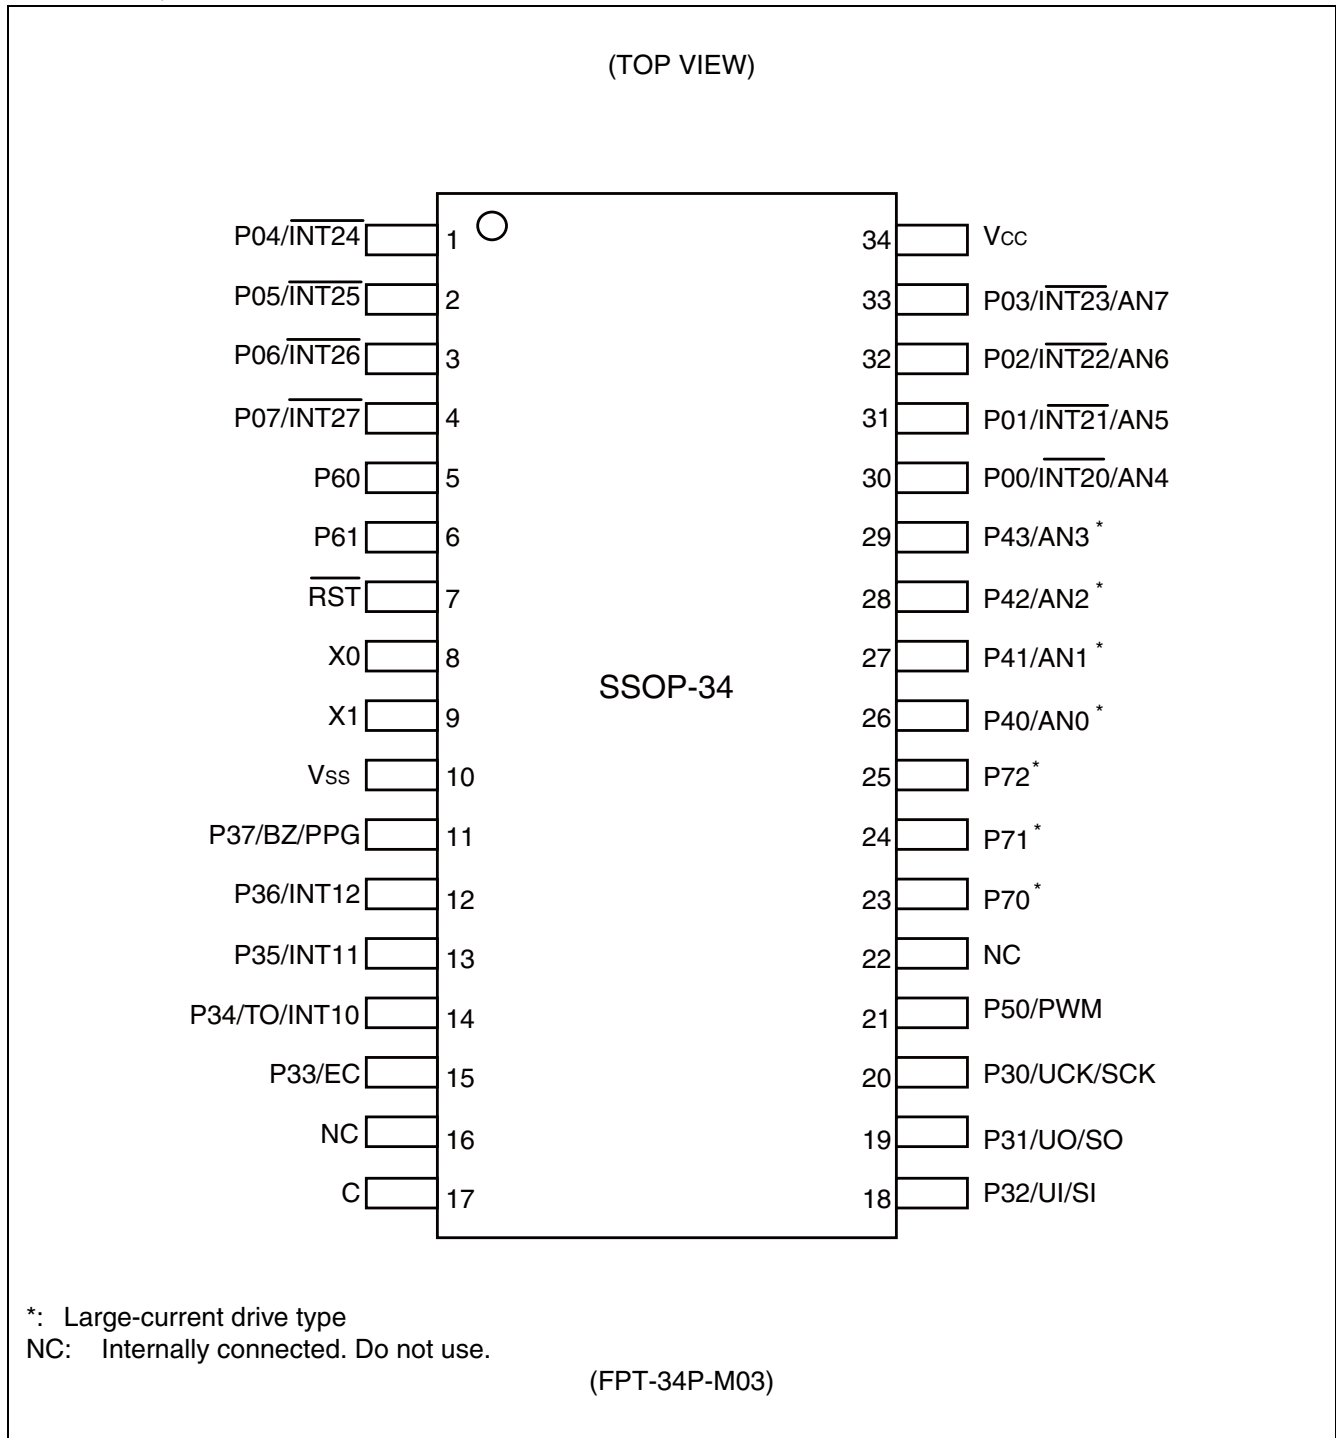 (TOP VIEW)
P04/INT24 1 34 Vcc
P05/INT25 2 33 P03/INT23/AN7
P06/INT26 3 32 P02/INT22/AN6
P07/INT27 4 31 P01/INT21/AN5
P60 5 30 P00/INT20/AN4
P61 6 29 P43/AN3 *
RST 7 28 P42/AN2 *
X0 8 27 P41/AN1 *
SSOP-34
X1 9 26 P40/AN0 *
Vss 10 25 P72 *
P37/BZ/PPG 11 24 P71 *
P36/INT12 12 23 P70 *
P35/INT11 13 22 NC
P34/TO/INT10 14 21 P50/PWM
P33/EC 15 20 P30/UCK/SCK
NC 16 19 P31/UO/SO
C 17 18 P32/UI/SI
*: Large-current drive type
NC: Internally connected. Do not use.
(FPT-34P-M03)